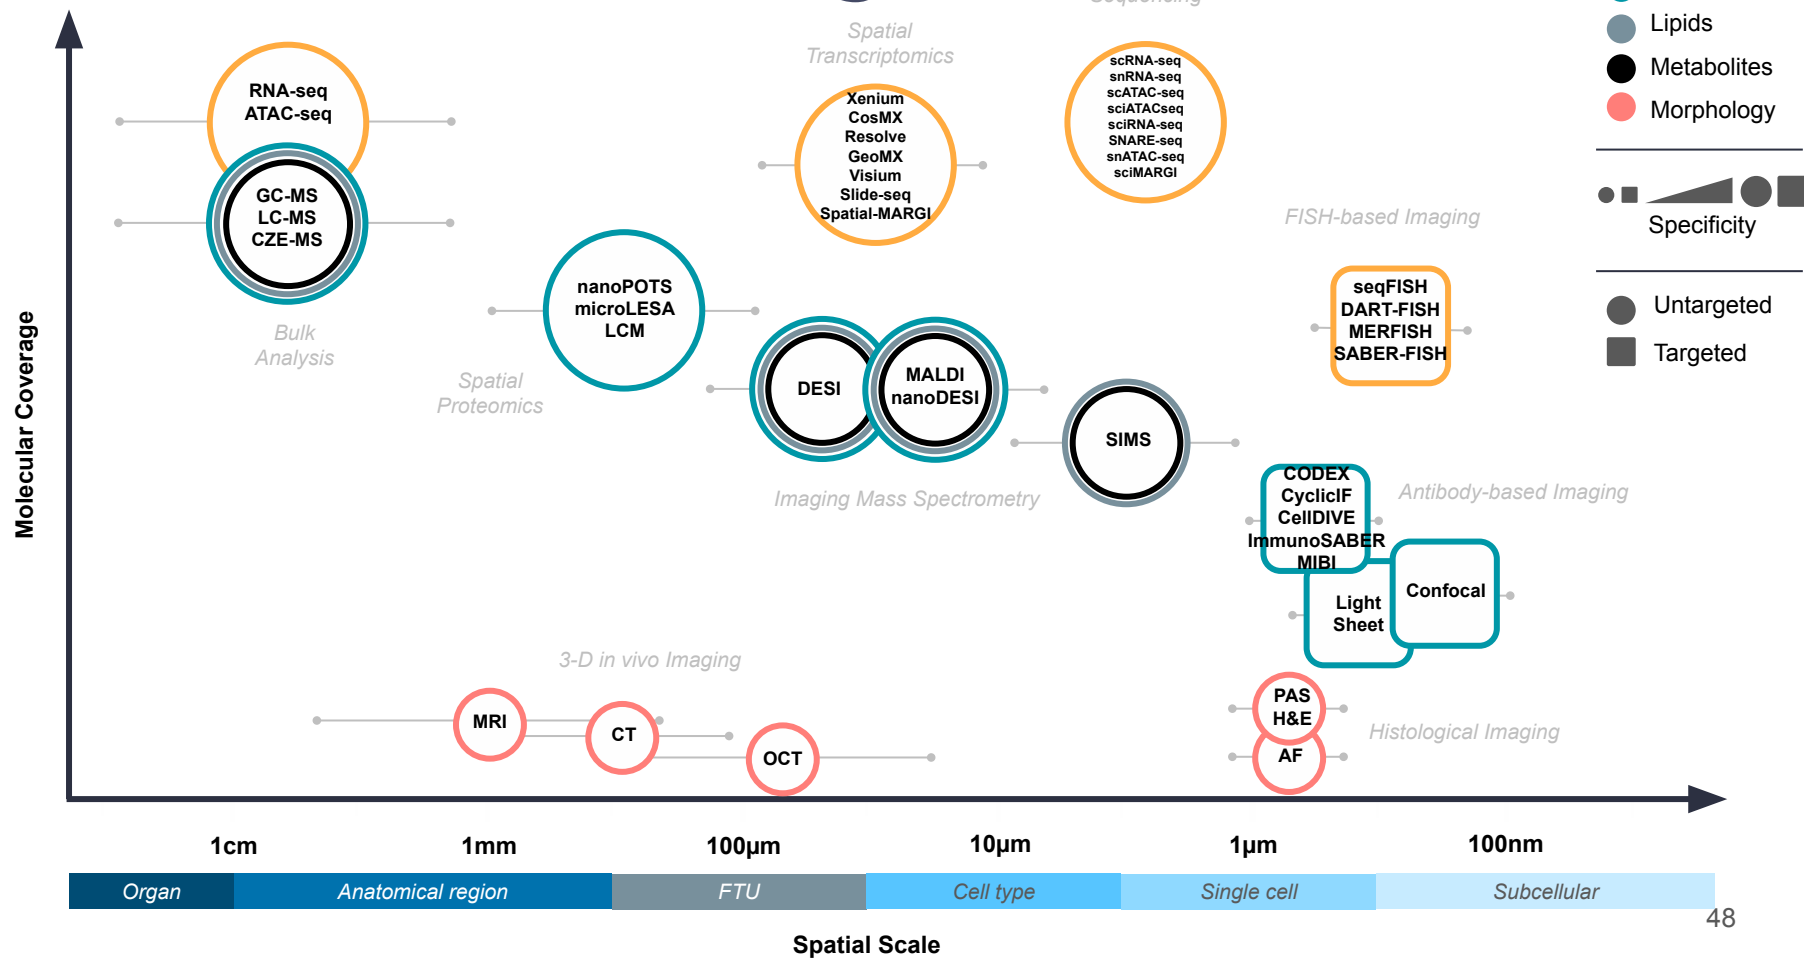 Sequencing
Spatial
Transcriptomics
Lipids
Metabolites
Morphology
Specificity
Untargeted
Targeted
RNA-seq
ATAC-seq
GC-MS
LC-MS
CZE-MS
Bulk
Analysis
Xenium
CosMX
Resolve
GeoMX
Visium
Slide-seq
Spatial-MARGI
scRNA-seq
snRNA-seq
scATAC-seq
sciATACseq
sciRNA-seq
SNARE-seq
snATAC-seq
sciMARGI
FISH-based Imaging
seqFISH
DART-FISH
MERFISH
SABER-FISH
nanoPOTS
microLESA
LCM
Spatial
Proteomics
DESI
MALDI
nanoDESI
SIMS
Imaging Mass Spectrometry
CODEX
CyclicIF
CellDIVE
ImmunoSABER
MIBI
Antibody-based Imaging
Light
Sheet
Confocal
3-D in vivo Imaging
MRI
CT
OCT
PAS
H&E
AF
Histological Imaging
Molecular Coverage
1cm
1mm
100µm
10µm
1µm
100nm
Organ
Anatomical region
FTU
Cell type
Single cell
Subcellular
Spatial Scale
48